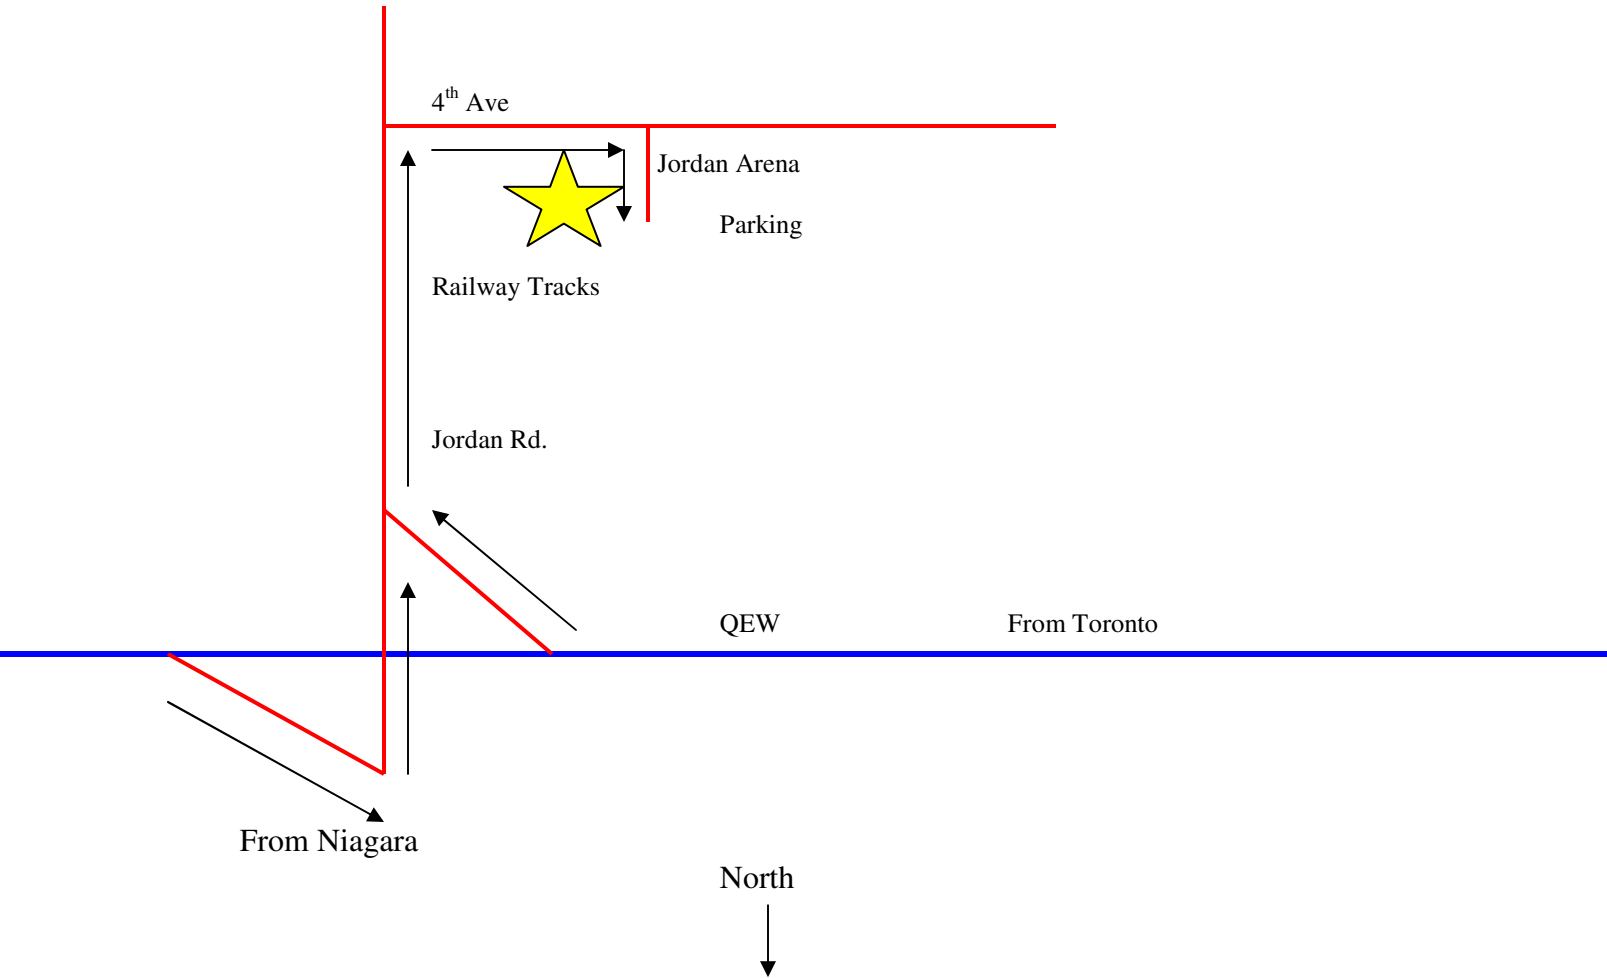 4th Ave
Jordan Arena
Parking
Railway Tracks
Jordan Rd.
QEW From Toronto
From Niagara
North